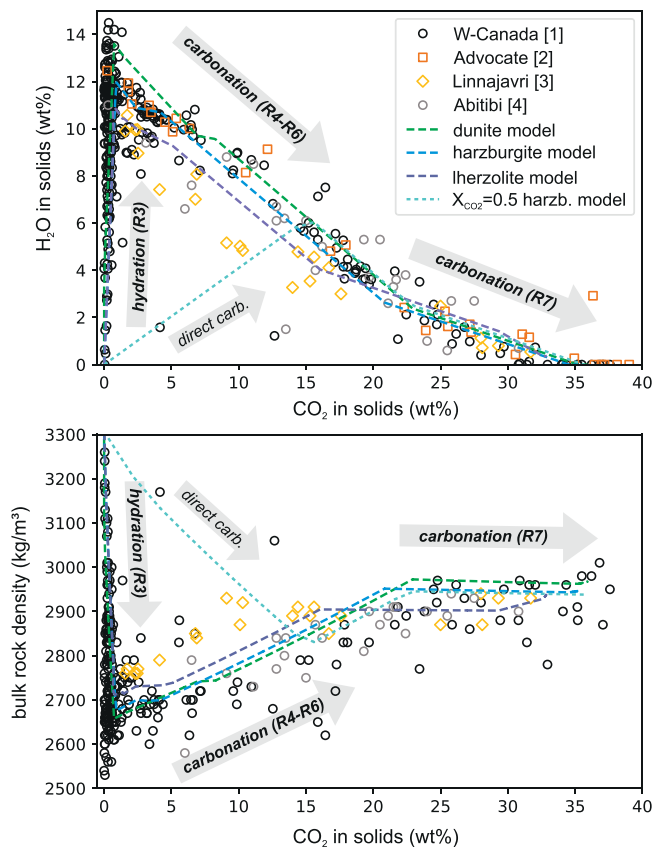 14
12
10
8
6
4
2
0
H₂O in solids (wt%)
carbonation (R4-R6)
hydration (R3)
direct carb.
carbonation (R7)
W-Canada [1]
Advocate [2]
Linnajavri [3]
Abitibi [4]
dunite model
harzburgite model
lherzolite model
X_CO2=0.5 harzb. model
0 5 10 15 20 25 30 35 40
CO₂ in solids (wt%)
3300
3200
3100
3000
2900
2800
2700
2600
2500
bulk rock density (kg/m³)
hydration (R3)
direct carb.
carbonation (R7)
carbonation (R4-R6)
0 5 10 15 20 25 30 35 40
CO₂ in solids (wt%)